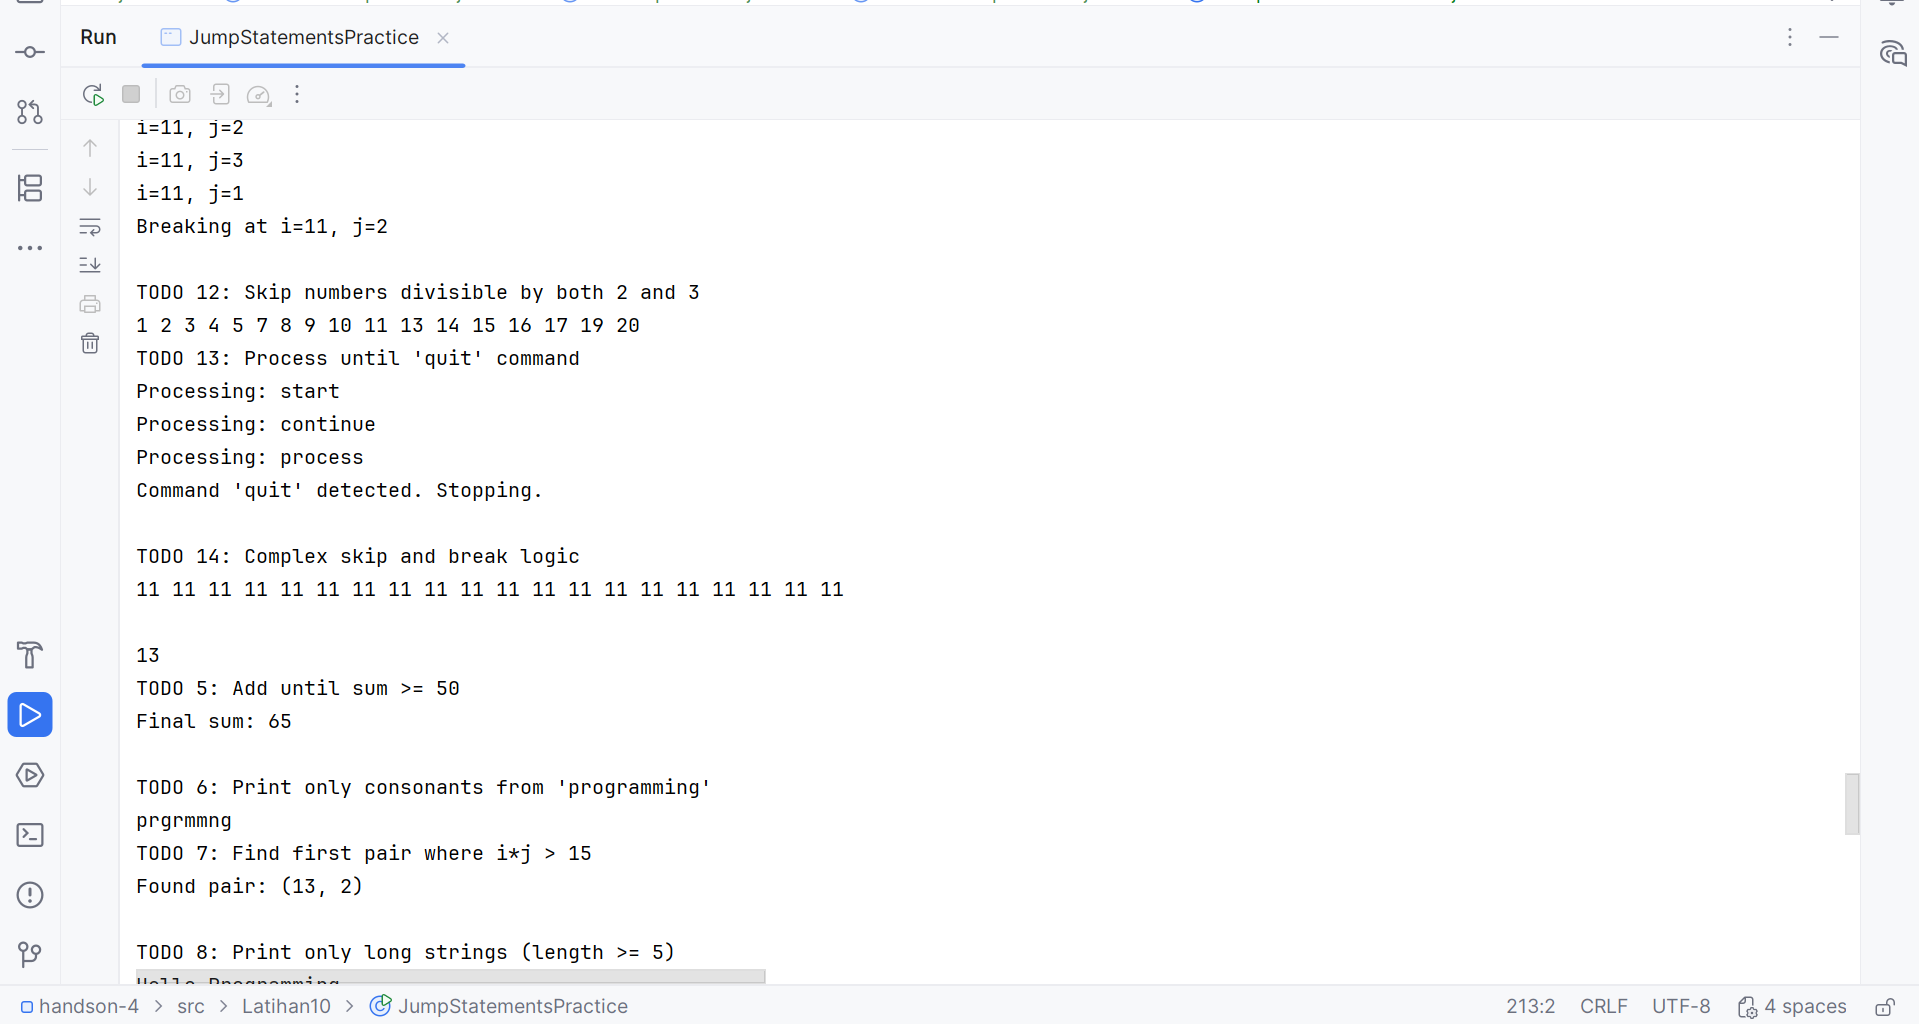 Run JumpStatementsPractice
i=11, j=2
i=11, j=3
i=11, j=1
Breaking at i=11, j=2
TODO 12: Skip numbers divisible by both 2 and 3
1 2 3 4 5 7 8 9 10 11 13 14 15 16 17 19 20
TODO 13: Process until 'quit' command
Processing: start
Processing: continue
Processing: process
Command 'quit' detected. Stopping.
TODO 14: Complex skip and break logic
11 11 11 11 11 11 11 11 11 11 11 11 11 11 11 11 11 11 11 11
13
TODO 5: Add until sum >= 50
Final sum: 65
TODO 6: Print only consonants from 'programming'
prgrmmng
TODO 7: Find first pair where i*j > 15
Found pair: (13, 2)
TODO 8: Print only long strings (length >= 5)
Hello Programming
handson-4 > src > Latihan10 > JumpStatementsPractice 213:2 CRLF UTF-8 4 spaces